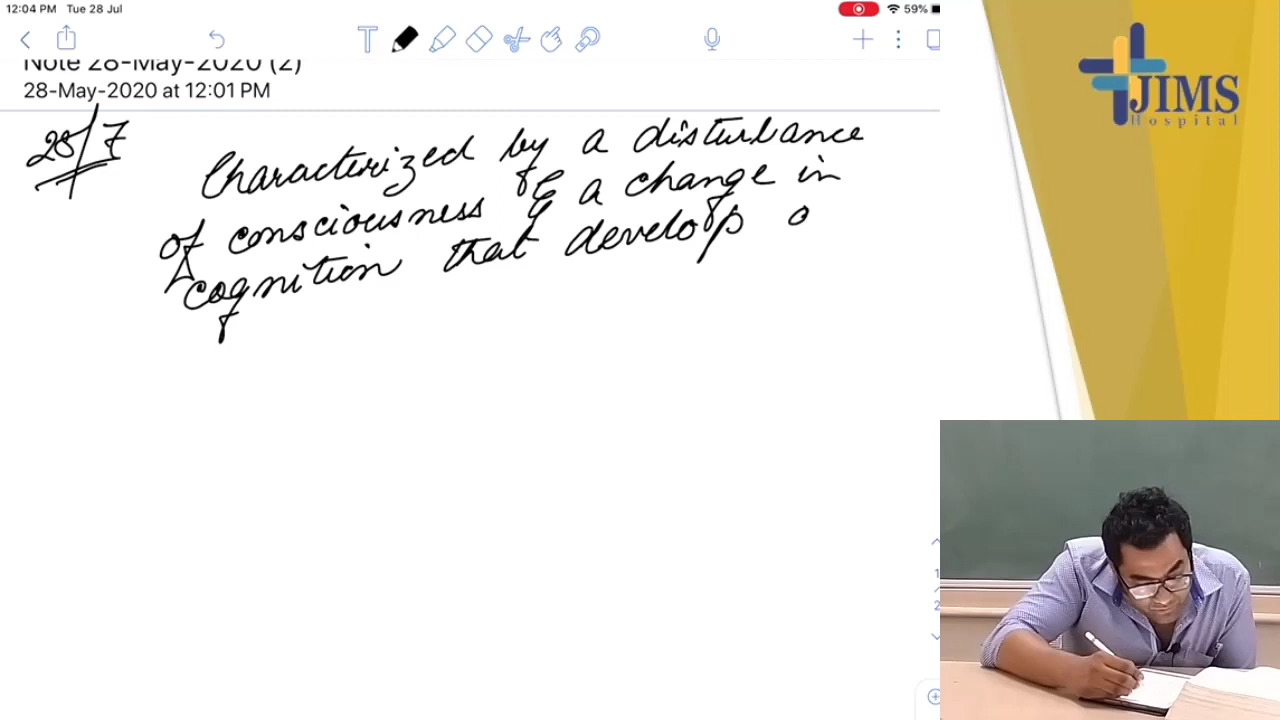 12:04 PM Tue 28 Jul
59%
Note 28-May-2020 (2)
28-May-2020 at 12:01 PM
28/7
Characterized by a disturbance
of consciousness & a change in
cognition that develop o
JIMS
Hospital